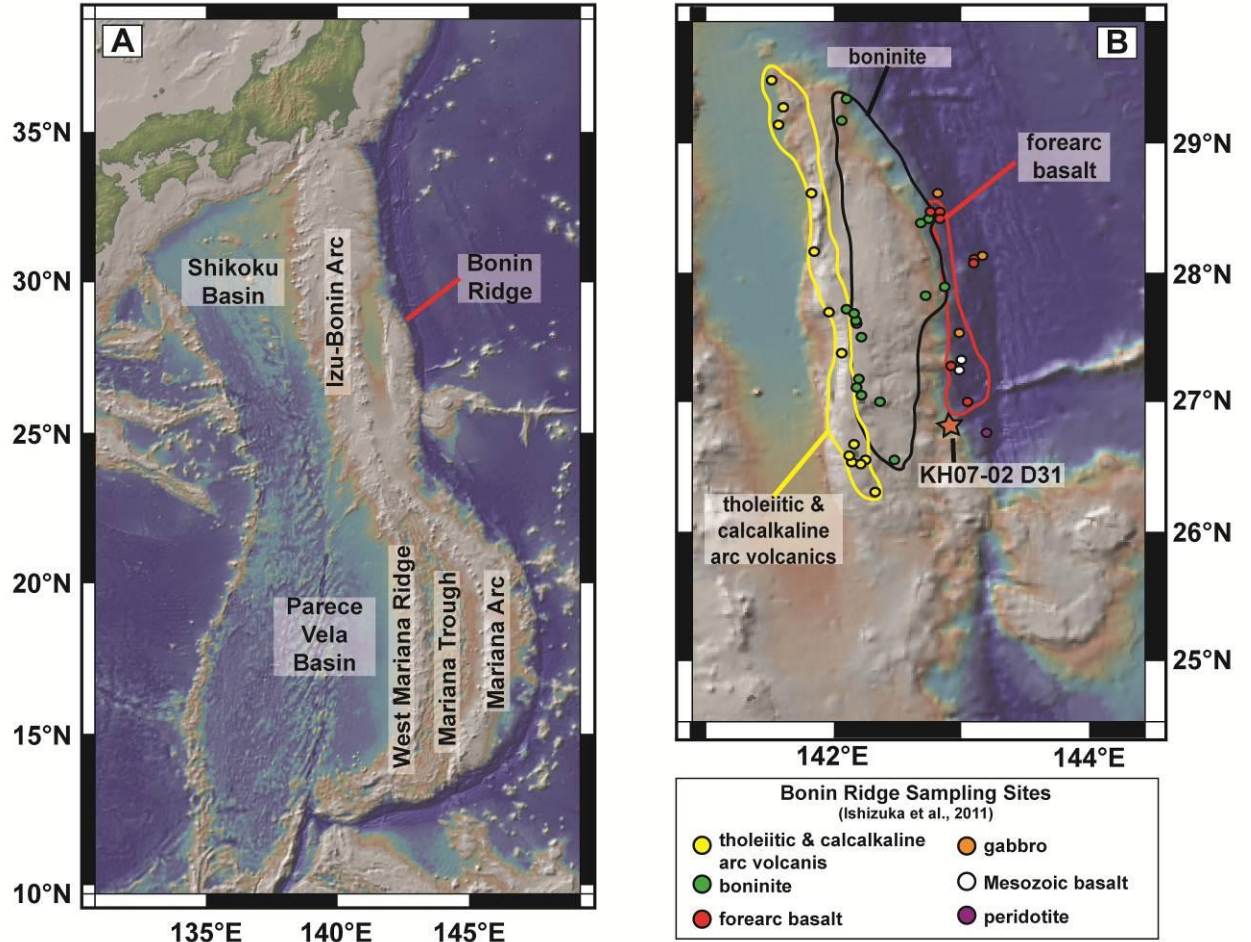 A
35°N
30°N
25°N
20°N
15°N
10°N
135°E
140°E
145°E
Shikoku
Basin
Izu-Bonin Arc
Bonin
Ridge
Parece
Vela
Basin
West Mariana Ridge
Mariana Trough
Mariana Arc
B
boninite
forearc
basalt
29°N
28°N
27°N
26°N
25°N
KH07-02 D31
tholeiitic &
calcalkaline
arc volcanics
142°E
144°E
Bonin Ridge Sampling Sites
(Ishizuka et al., 2011)
tholeiitic & calcalkaline
arc volcanis
boninite
forearc basalt
gabbro
Mesozoic basalt
peridotite